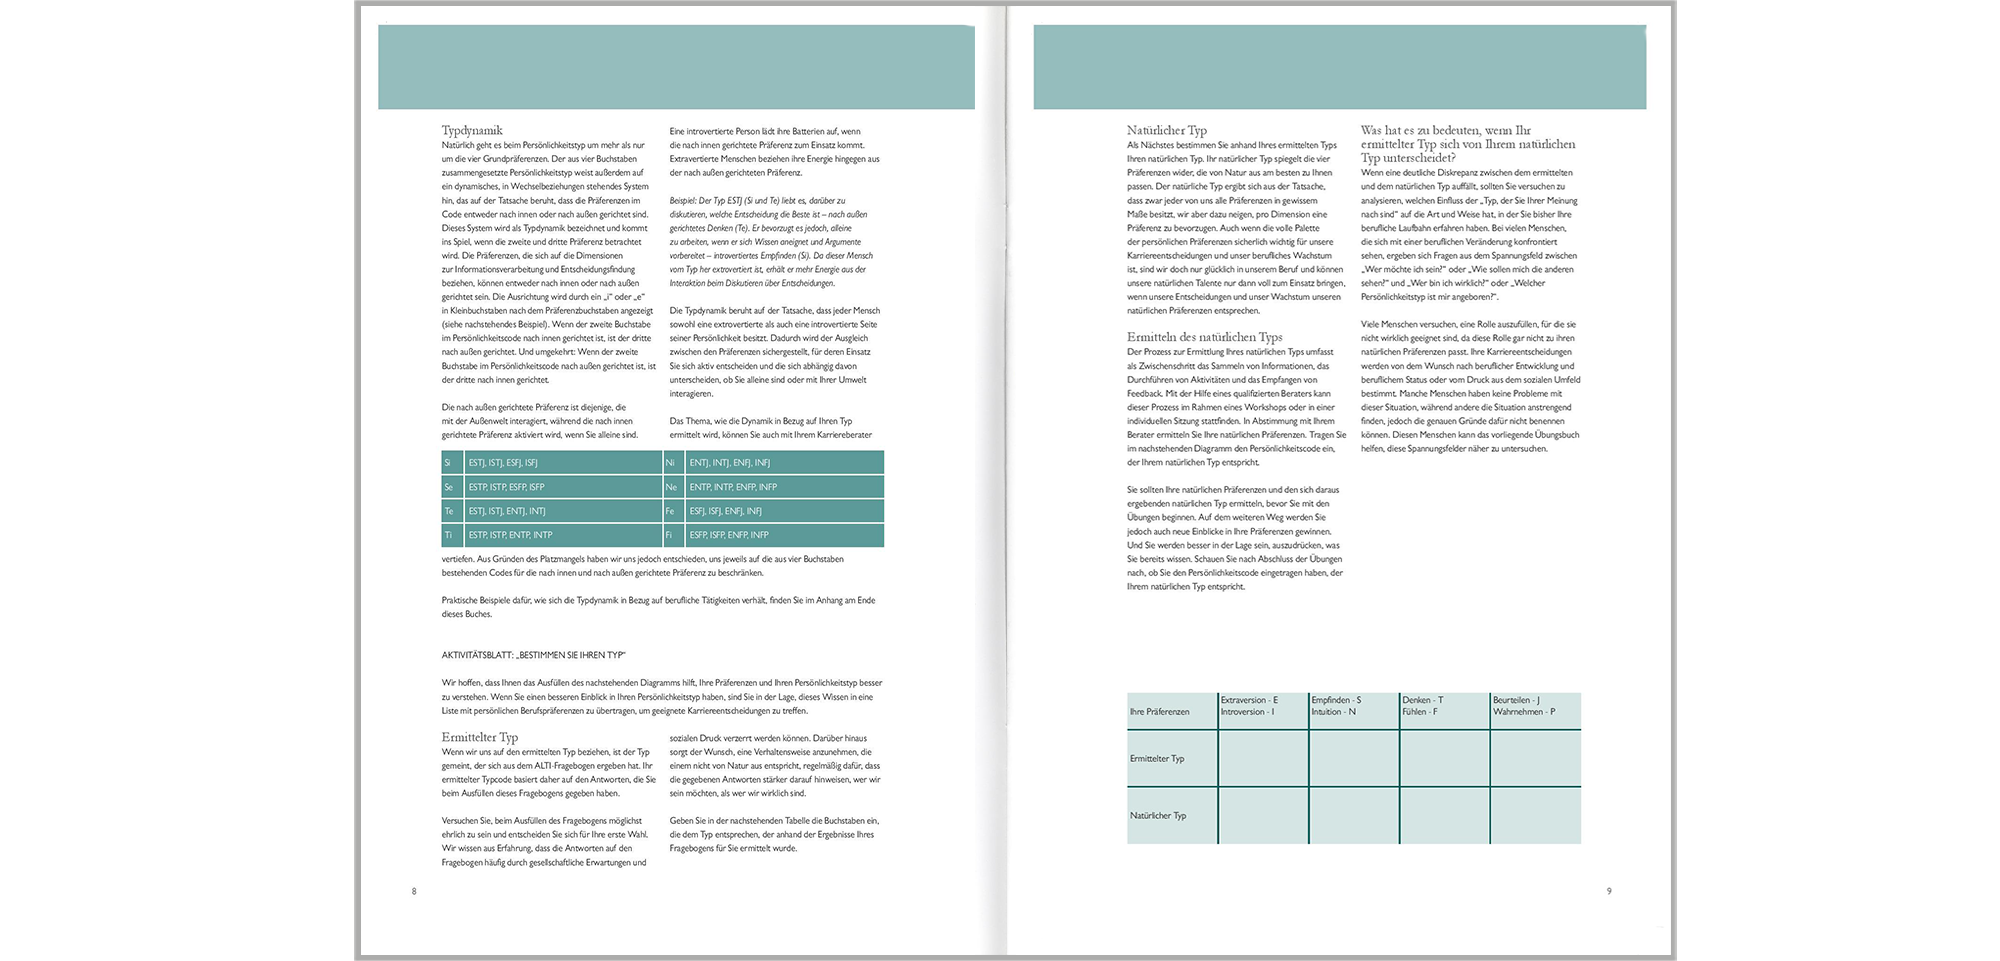 Typdynamik
Natürlich geht es beim Persönlichkeitstyp um mehr als nur
um die vier Grundpräferenzen. Der aus vier Buchstaben
zusammengesetzte Persönlichkeitstyp weist außerdem auf
ein dynamisches, in Wechselbeziehungen stehendes System
hin, das auf der Tatsache beruht, dass die Präferenzen im
Code entweder nach innen oder nach außen gerichtet sind.
Dieses System wird als Typdynamik bezeichnet und kommt
ins Spiel, wenn die zweite und dritte Präferenz betrachtet
wird. Die Präferenzen, die sich auf die Dimensionen
zur Informationsverarbeitung und Entscheidungsfindung
beziehen, können entweder nach innen oder nach außen
gerichtet sein. Die Ausrichtung wird durch ein „i“ oder „e“
in Kleinbuchstaben nach dem Präferenzbuchstaben angezeigt
(siehe nachstehendes Beispiel). Wenn der zweite Buchstabe
im Persönlichkeitscode nach innen gerichtet ist, ist der dritte
nach außen gerichtet. Und umgekehrt: Wenn der zweite
Buchstabe im Persönlichkeitscode nach außen gerichtet ist, ist
der dritte nach innen gerichtet.
Die nach außen gerichtete Präferenz ist diejenige, die
mit der Außenwelt interagiert, während die nach innen
gerichtete Präferenz aktiviert wird, wenn Sie alleine sind.
Eine introvertierte Person lädt ihre Batterien auf, wenn
die nach innen gerichtete Präferenz zum Einsatz kommt.
Extravertierte Menschen beziehen ihre Energie hingegen aus
der nach außen gerichteten Präferenz.
Beispiel: Der Typ ESTJ (Si und Te) liebt es, darüber zu
diskutieren, welche Entscheidung die Beste ist – nach außen
gerichtetes Denken (Te). Er bevorzugt es jedoch, alleine
zu arbeiten, wenn er sich Wissen aneignet und Argumente
vorbereitet – introvertiertes Empfinden (Si). Da dieser Mensch
vom Typ her extrovertiert ist, erhält er mehr Energie aus der
Interaktion beim Diskutieren über Entscheidungen.
Die Typdynamik beruht auf der Tatsache, dass jeder Mensch
sowohl eine extrovertierte als auch eine introvertierte Seite
seiner Persönlichkeit besitzt. Dadurch wird der Ausgleich
zwischen den Präferenzen sichergestellt, für deren Einsatz
Sie sich aktiv entscheiden und die sich abhängig davon
unterscheiden, ob Sie alleine sind oder mit Ihrer Umwelt
interagieren.
Das Thema, wie die Dynamik in Bezug auf Ihren Typ
ermittelt wird, können Sie auch mit Ihrem Karriereberater
Si ESTJ, ISTJ, ESFJ, ISFJ Ni ENTJ, INTJ, ENFJ, INFJ
Se ESTP, ISTP, ESFP, ISFP Ne ENTP, INTP, ENFP, INFP
Te ESTJ, ISTJ, ENTJ, INTJ Fe ESFJ, ISFJ, ENFJ, INFJ
Ti ESTP, ISTP, ENTP, INTP Fi ESFP, ISFP, ENFP, INFP
vertiefen. Aus Gründen des Platzmangels haben wir uns jedoch entschieden, uns jeweils auf die aus vier Buchstaben
bestehenden Codes für die nach innen und nach außen gerichtete Präferenz zu beschränken.
Praktische Beispiele dafür, wie sich die Typdynamik in Bezug auf berufliche Tätigkeiten verhält, finden Sie im Anhang am Ende
dieses Buches.
AKTIVITÄTSBLATT: „BESTIMMEN SIE IHREN TYP“
Wir hoffen, dass Ihnen das Ausfüllen des nachstehenden Diagramms hilft, Ihre Präferenzen und Ihren Persönlichkeitstyp besser
zu verstehen. Wenn Sie einen besseren Einblick in Ihren Persönlichkeitstyp haben, sind Sie in der Lage, dieses Wissen in eine
Liste mit persönlichen Berufspräferenzen zu übertragen, um geeignete Karriereentscheidungen zu treffen.
Ermittelter Typ
Wenn wir uns auf den ermittelten Typ beziehen, ist der Typ
gemeint, der sich aus dem ALTI-Fragebogen ergeben hat. Ihr
ermittelter Typcode basiert daher auf den Antworten, die Sie
beim Ausfüllen dieses Fragebogens gegeben haben.
Versuchen Sie, beim Ausfüllen des Fragebogens möglichst
ehrlich zu sein und entscheiden Sie sich für Ihre erste Wahl.
Wir wissen aus Erfahrung, dass die Antworten auf den
Fragebogen häufig durch gesellschaftliche Erwartungen und
sozialen Druck verzerrt werden können. Darüber hinaus
sorgt der Wunsch, eine Verhaltensweise anzunehmen, die
einem nicht von Natur aus entspricht, regelmäßig dafür, dass
die gegebenen Antworten stärker darauf hinweisen, wer wir
sein möchten, als wer wir wirklich sind.
Geben Sie in der nachstehenden Tabelle die Buchstaben ein,
die dem Typ entsprechen, der anhand der Ergebnisse Ihres
Fragebogens für Sie ermittelt wurde.
8
Natürlicher Typ
Als Nächstes bestimmen Sie anhand Ihres ermittelten Typs
Ihren natürlichen Typ. Ihr natürlicher Typ spiegelt die vier
Präferenzen wider, die von Natur aus am besten zu Ihnen
passen. Der natürliche Typ ergibt sich aus der Tatsache,
dass zwar jeder von uns alle Präferenzen in gewissem
Maße besitzt, wir aber dazu neigen, pro Dimension eine
Präferenz zu bevorzugen. Auch wenn die volle Palette
der persönlichen Präferenzen sicherlich wichtig für unsere
Karriereentscheidungen und unser berufliches Wachstum
ist, sind wir doch nur glücklich in unserem Beruf und können
unsere natürlichen Talente nur dann voll zum Einsatz bringen,
wenn unsere Entscheidungen und unser Wachstum unseren
natürlichen Präferenzen entsprechen.
Ermitteln des natürlichen Typs
Der Prozess zur Ermittlung Ihres natürlichen Typs umfasst
als Zwischenschritt das Sammeln von Informationen, das
Durchführen von Aktivitäten und das Empfangen von
Feedback. Mit der Hilfe eines qualifizierten Beraters kann
dieser Prozess im Rahmen eines Workshops oder in einer
individuellen Sitzung stattfinden. In Abstimmung mit Ihrem
Berater ermitteln Sie Ihre natürlichen Präferenzen. Tragen Sie
im nachstehenden Diagramm den Persönlichkeitscode ein,
der Ihrem natürlichen Typ entspricht.
Sie sollten Ihre natürlichen Präferenzen und den sich daraus
ergebenden natürlichen Typ ermitteln, bevor Sie mit den
Übungen beginnen. Auf dem weiteren Weg werden Sie
jedoch auch neue Einblicke in Ihre Präferenzen gewinnen.
Und Sie werden besser in der Lage sein, auszudrücken, was
Sie bereits wissen. Schauen Sie nach Abschluss der Übungen
nach, ob Sie den Persönlichkeitscode eingetragen haben, der
Ihrem natürlichen Typ entspricht.
Was hat es zu bedeuten, wenn Ihr
ermittelter Typ sich von Ihrem natürlichen
Typ unterscheidet?
Wenn eine deutliche Diskrepanz zwischen dem ermittelten
und dem natürlichen Typ auffällt, sollten Sie versuchen zu
analysieren, welchen Einfluss der „Typ, der Sie Ihrer Meinung
nach sind“ auf die Art und Weise hat, in der Sie bisher Ihre
berufliche Laufbahn erfahren haben. Bei vielen Menschen,
die sich mit einer beruflichen Veränderung konfrontiert
sehen, ergeben sich Fragen aus dem Spannungsfeld zwischen
„Wer möchte ich sein?“ oder „Wie sollen mich die anderen
sehen?“ und „Wer bin ich wirklich?“ oder „Welcher
Persönlichkeitstyp ist mir angeboren?“.
Viele Menschen versuchen, eine Rolle auszufüllen, für die sie
nicht wirklich geeignet sind, da diese Rolle gar nicht zu ihren
natürlichen Präferenzen passt. Ihre Karriereentscheidungen
werden von dem Wunsch nach beruflicher Entwicklung und
beruflichem Status oder vom Druck aus dem sozialen Umfeld
bestimmt. Manche Menschen haben keine Probleme mit
dieser Situation, während andere die Situation anstrengend
finden, jedoch die genauen Gründe dafür nicht benennen
können. Diesen Menschen kann das vorliegende Übungsbuch
helfen, diese Spannungsfelder näher zu untersuchen.
Ihre Präferenzen
Extraversion - E
Introversion - I
Empfinden - S
Intuition - N
Denken - T
Fühlen - F
Beurteilen - J
Wahrnehmen - P
Ermittelter Typ
Natürlicher Typ
9